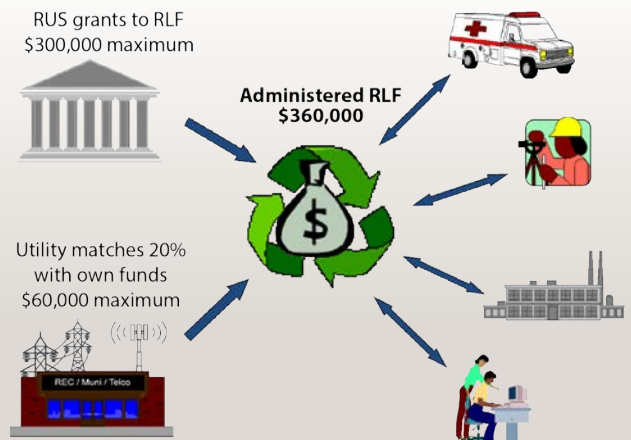 RUS grants to RLF
$300,000 maximum
Administered RLF
$360,000
$
Utility matches 20%
with own funds
$60,000 maximum
REC / Muni / Telco